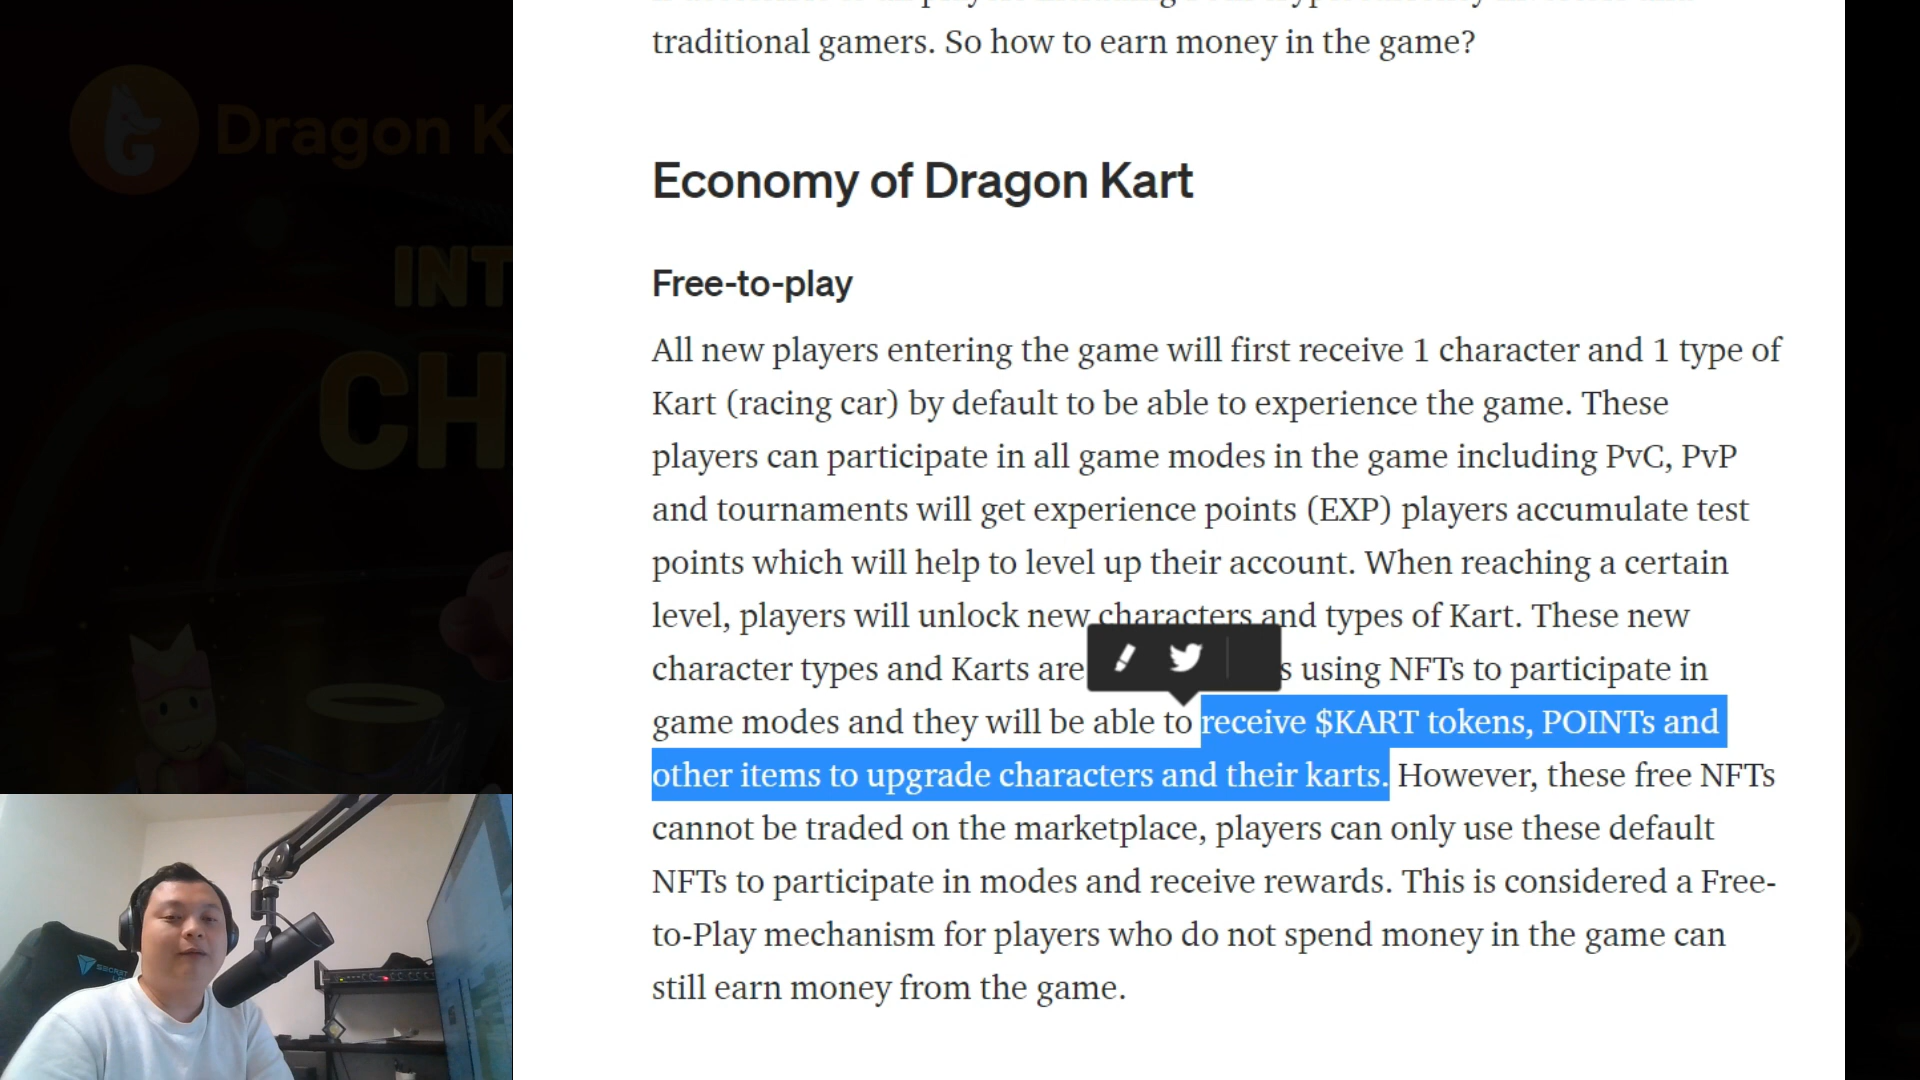 traditional gamers. So how to earn money in the game?
Dragon K
INT
CH
Economy of Dragon Kart
Free-to-play
All new players entering the game will first receive 1 character and 1 type of
Kart (racing car) by default to be able to experience the game. These
players can participate in all game modes in the game including PvC, PvP
and tournaments will get experience points (EXP) players accumulate test
points which will help to level up their account. When reaching a certain
level, players will unlock new characters and types of Kart. These new
character types and Karts are s using NFTs to participate in
game modes and they will be able to receive $KART tokens, POINTs and
other items to upgrade characters and their karts. However, these free NFTs
cannot be traded on the marketplace, players can only use these default
NFTs to participate in modes and receive rewards. This is considered a Free-
to-Play mechanism for players who do not spend money in the game can
still earn money from the game.
SECRET